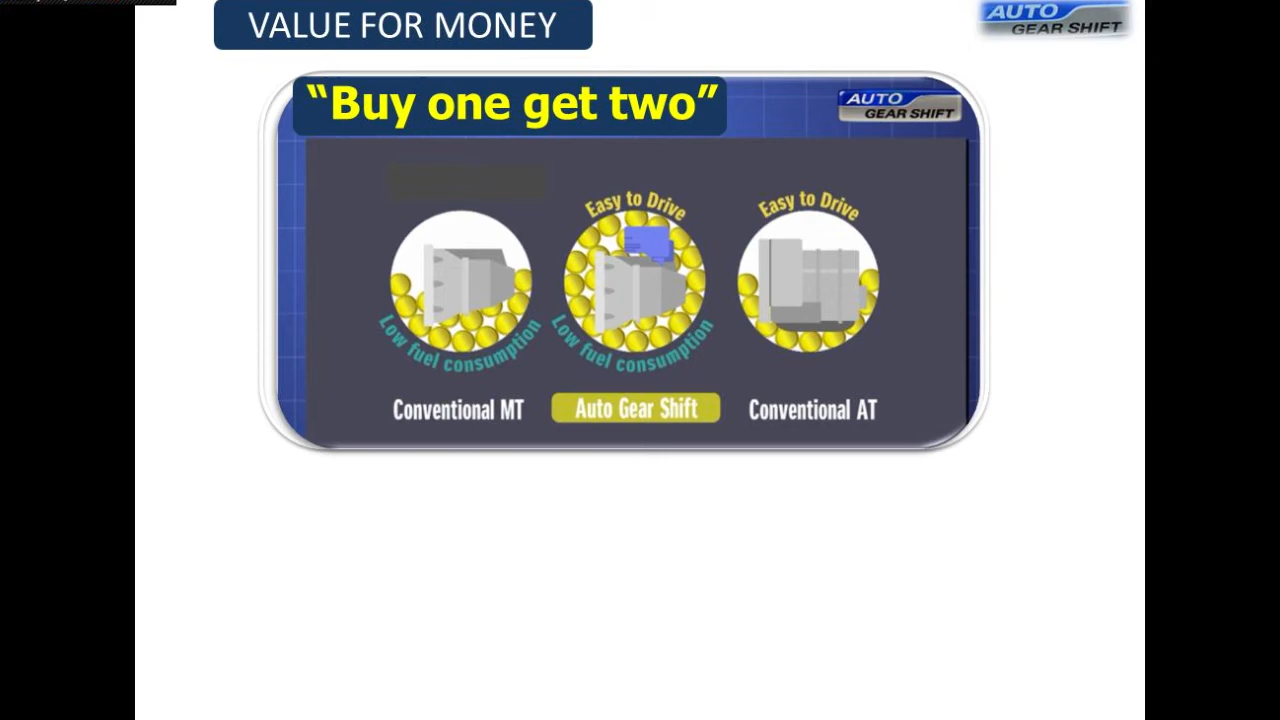 VALUE FOR MONEY
AUTO
GEAR SHIFT
“Buy one get two”
AUTO
GEAR SHIFT
Easy to Drive
Easy to Drive
Low fuel consumption
Low fuel consumption
Conventional MT
Auto Gear Shift
Conventional AT